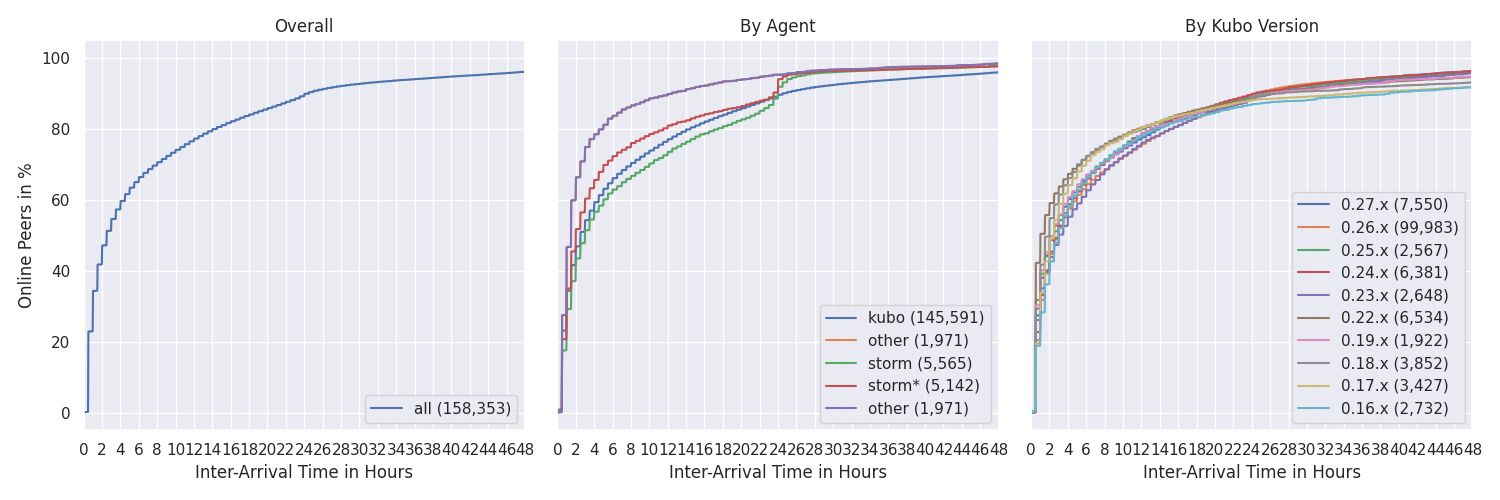 Overall
By Agent
By Kubo Version
Online Peers in %
100
80
60
40
20
0
all (158,353)
kubo (145,591)
other (1,971)
storm (5,565)
storm* (5,142)
other (1,971)
0.27.x (7,550)
0.26.x (99,983)
0.25.x (2,567)
0.24.x (6,381)
0.23.x (2,648)
0.22.x (6,534)
0.19.x (1,922)
0.18.x (3,852)
0.17.x (3,427)
0.16.x (2,732)
0 2 4 6 8 10 12 14 16 18 20 22 24 26 28 30 32 34 36 38 40 42 44 46 48
0 2 4 6 8 10 12 14 16 18 20 22 24 26 28 30 32 34 36 38 40 42 44 46 48
0 2 4 6 8 10 12 14 16 18 20 22 24 26 28 30 32 34 36 38 40 42 44 46 48
Inter-Arrival Time in Hours
Inter-Arrival Time in Hours
Inter-Arrival Time in Hours